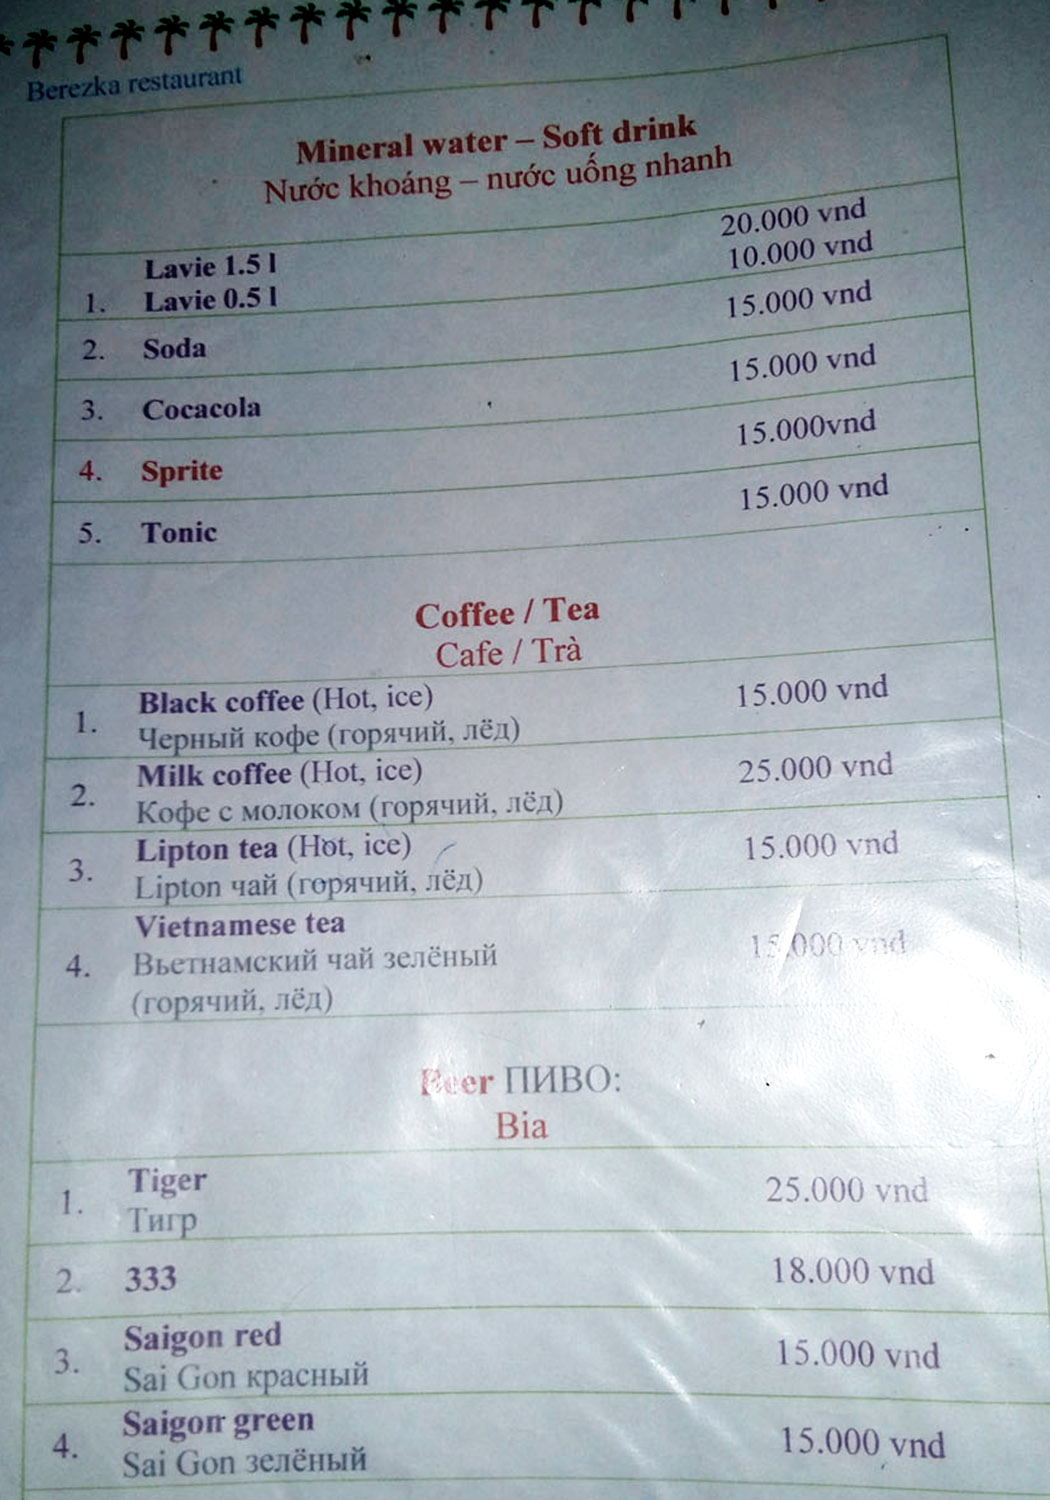 Berezka restaurant
Mineral water – Soft drink
Nước khoáng – nước uống nhanh
Lavie 1.5 l 20.000 vnd
1. Lavie 0.5 l 10.000 vnd
2. Soda 15.000 vnd
3. Cocacola 15.000 vnd
4. Sprite 15.000vnd
5. Tonic 15.000 vnd
Coffee / Tea
Cafe / Trà
1. Black coffee (Hot, ice) 15.000 vnd
Черный кофе (горячий, лёд)
2. Milk coffee (Hot, ice) 25.000 vnd
Кофе с молоком (горячий, лёд)
3. Lipton tea (Hot, ice) 15.000 vnd
Lipton чай (горячий, лёд)
Vietnamese tea
4. Вьетнамский чай зелёный 15.000 vnd
(горячий, лёд)
Beer ПИВО:
Bia
1. Tiger 25.000 vnd
Тигр
2. 333 18.000 vnd
3. Saigon red 15.000 vnd
Sai Gon красный
4. Saigon green 15.000 vnd
Sai Gon зелёный